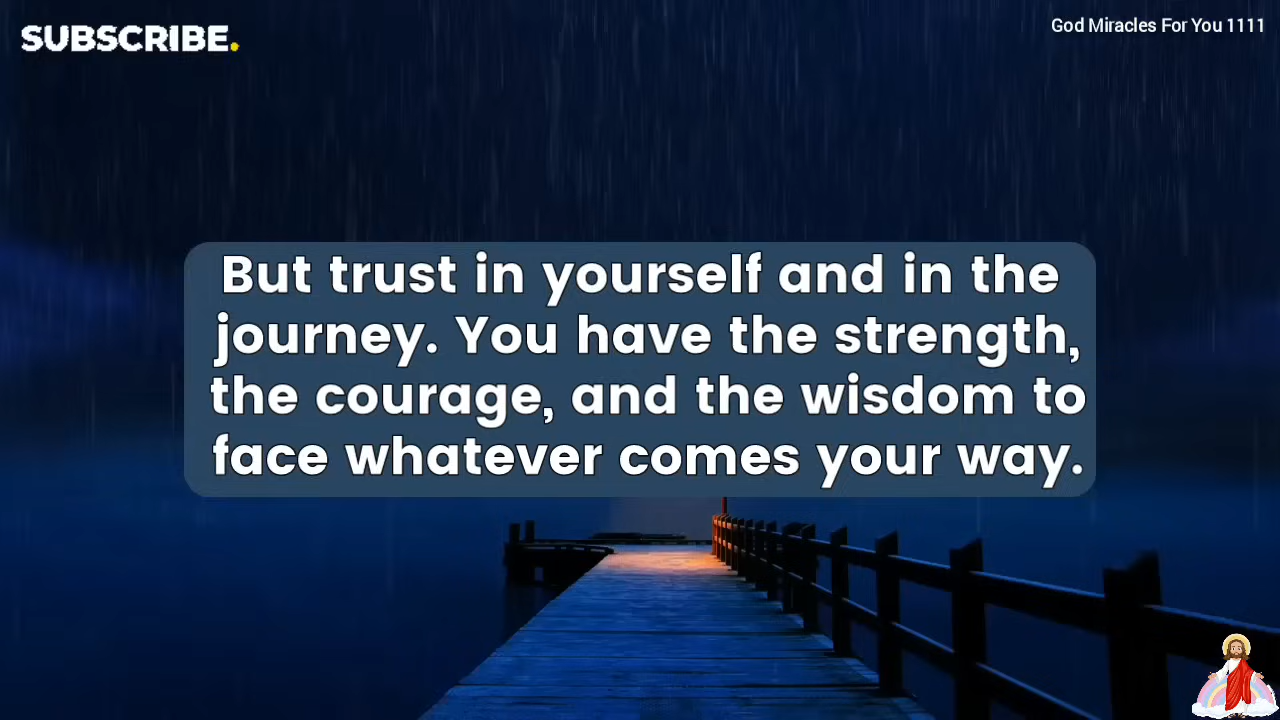 SUBSCRIBE.
God Miracles For You 1111
But trust in yourself and in the
journey. You have the strength,
the courage, and the wisdom to
face whatever comes your way.